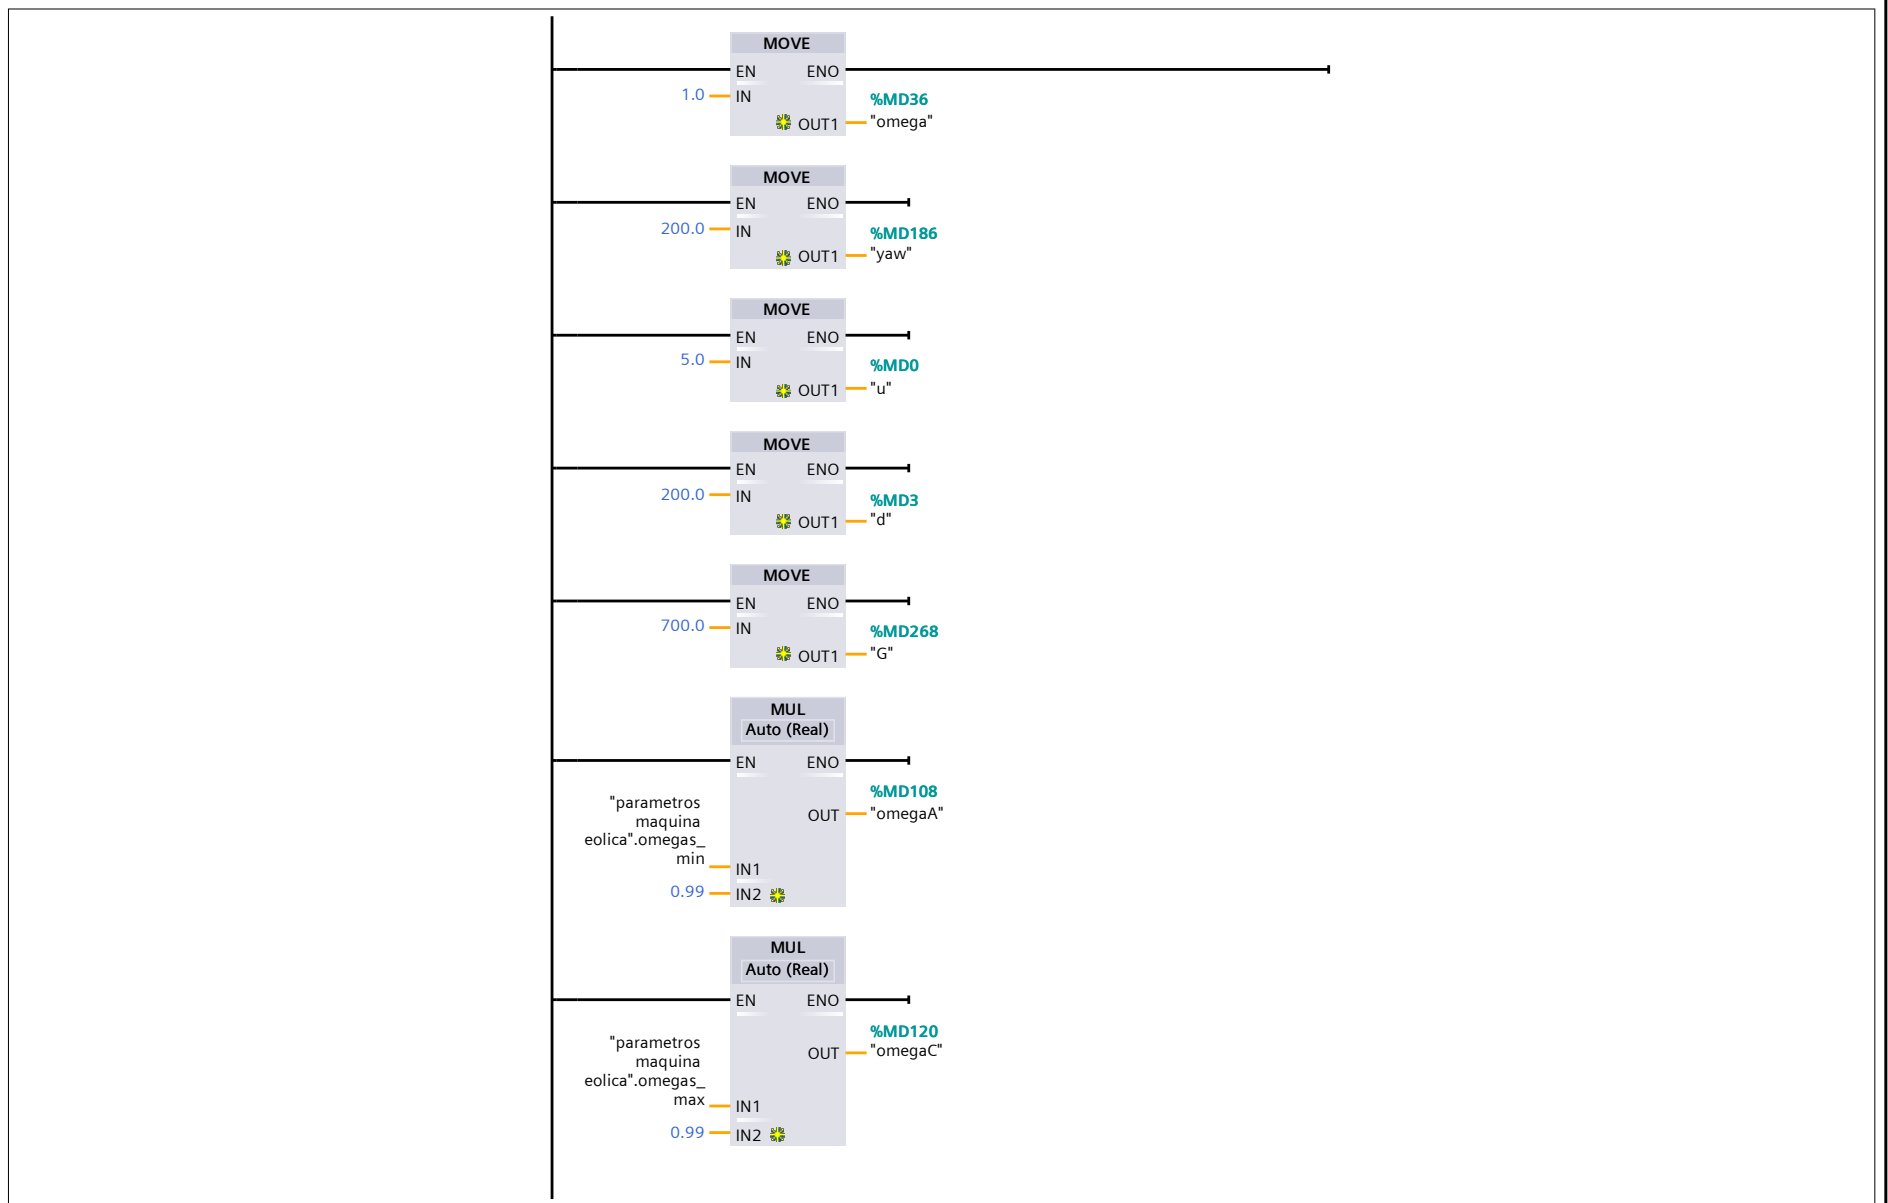 MOVE
EN ENO
1.0 IN
%MD36
OUT1 "omega"
MOVE
EN ENO
200.0 IN
%MD186
OUT1 "yaw"
MOVE
EN ENO
5.0 IN
%MD0
OUT1 "u"
MOVE
EN ENO
200.0 IN
%MD3
OUT1 "d"
MOVE
EN ENO
700.0 IN
%MD268
OUT1 "G"
MUL
Auto (Real)
EN ENO
%MD108
OUT "omegaA"
"parametros
maquina
eolica".omegas_
min
IN1
0.99 IN2
MUL
Auto (Real)
EN ENO
%MD120
OUT "omegaC"
"parametros
maquina
eolica".omegas_
max
IN1
0.99 IN2